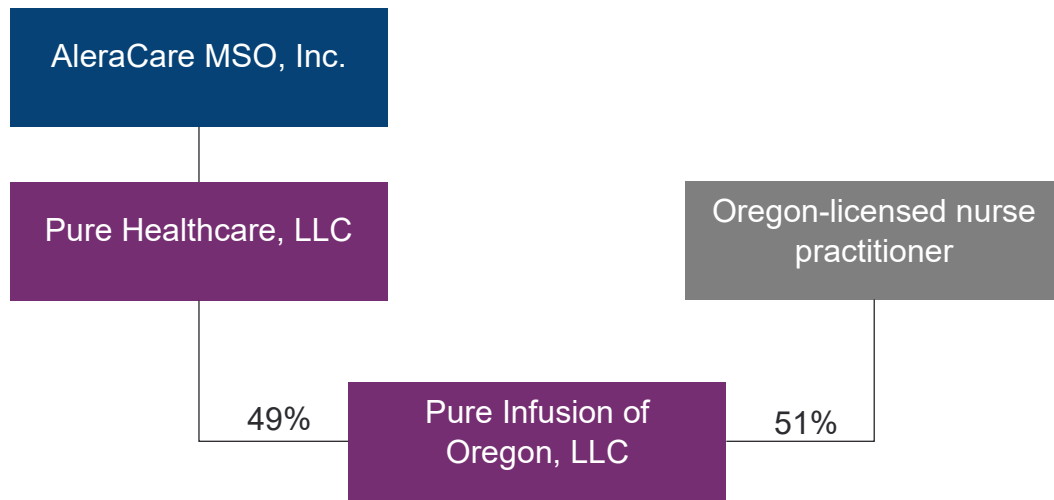 AleraCare MSO, Inc.
Pure Healthcare, LLC
Oregon-licensed nurse
practitioner
49%
Pure Infusion of
Oregon, LLC
51%